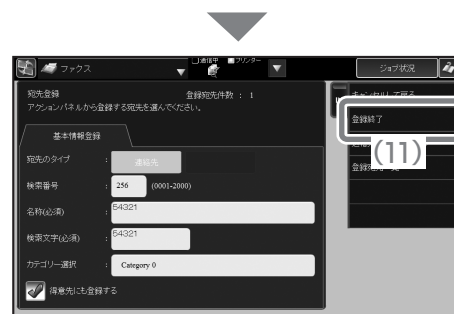 ファクス
通信中 プリンター
ジョブ状況
宛先登録
登録宛先件数 : 1
アクションパネルから登録する宛先を選んでください。
基本情報登録
宛先のタイプ : 連絡先
検索番号 : 256 (0001-2000)
名称(必須) : 54321
検索文字(必須) : 54321
カテゴリー選択 : Category 0
得意先にも登録する
キャンセルして戻る
登録終了
(11)